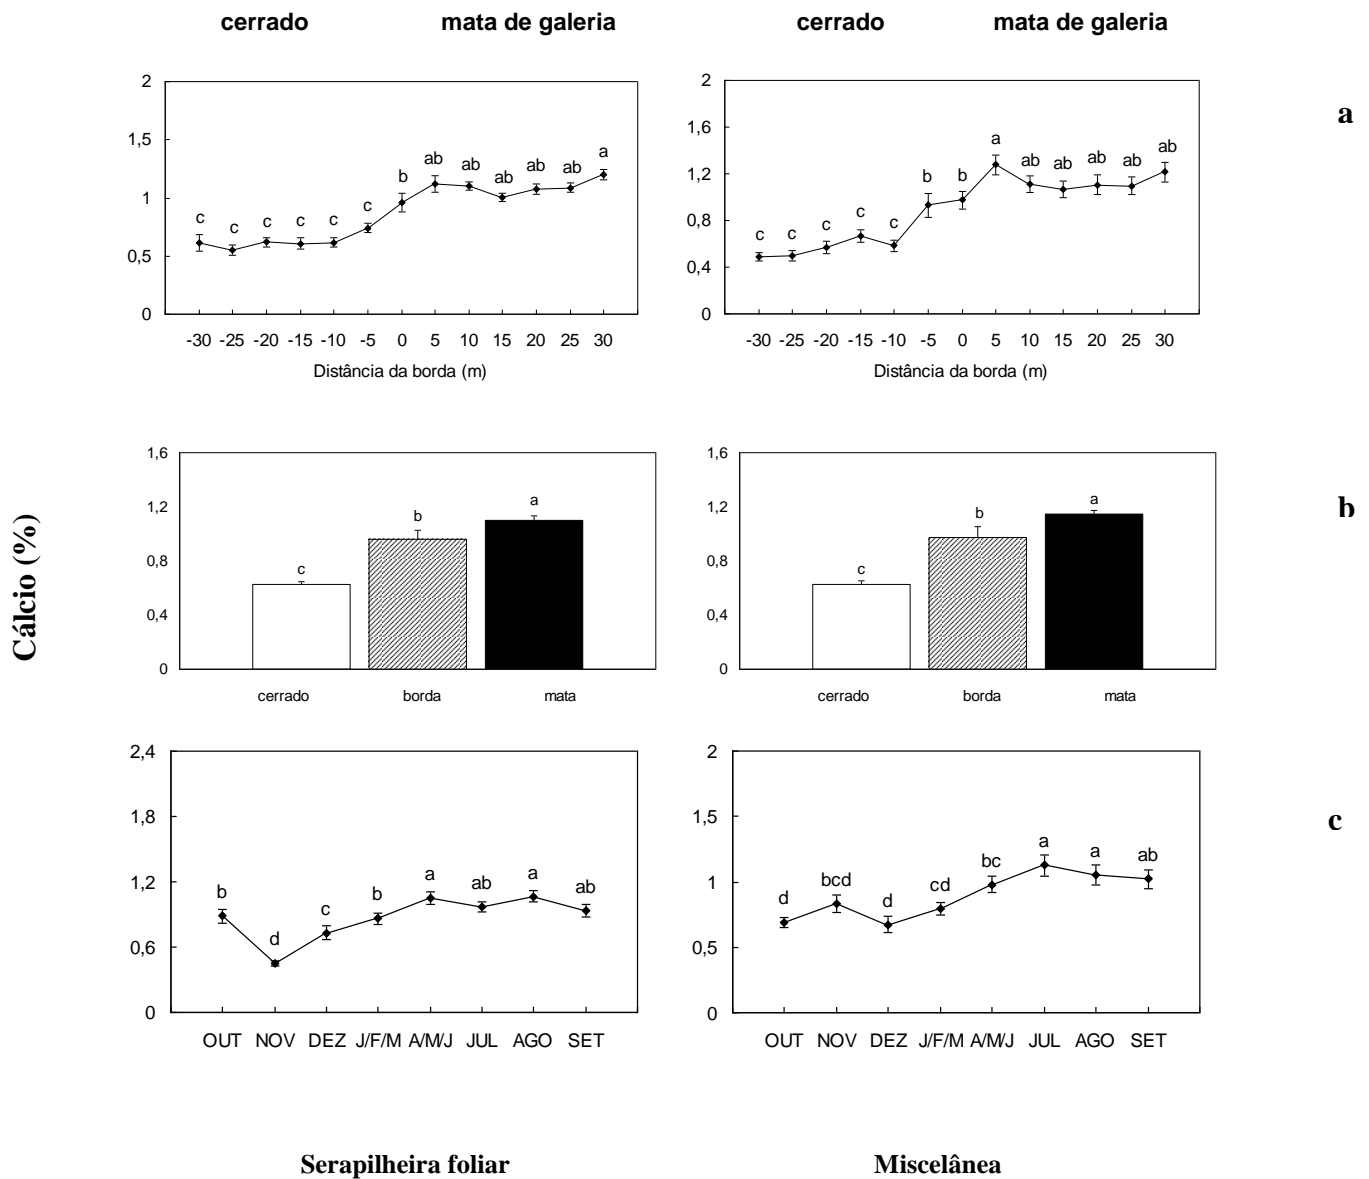 cerrado mata de galeria cerrado mata de galeria
a
2
1,5
1
0,5
0
c c c c c c b ab ab ab ab ab a
-30 -25 -20 -15 -10 -5 0 5 10 15 20 25 30
Distância da borda (m)
2
1,6
1,2
0,8
0,4
0
c c c c c b b a ab ab ab ab ab
-30 -25 -20 -15 -10 -5 0 5 10 15 20 25 30
Distância da borda (m)
Cálcio (%)
b
1,6
1,2
0,8
0,4
0
c b a
cerrado borda mata
1,6
1,2
0,8
0,4
0
c b a
cerrado borda mata
c
2,4
1,8
1,2
0,6
0
b d c b a ab a ab
OUT NOV DEZ J/F/M A/M/J JUL AGO SET
2
1,5
1
0,5
0
d bcd d cd bc a a ab
OUT NOV DEZ J/F/M A/M/J JUL AGO SET
Serapilheira foliar Miscelânea